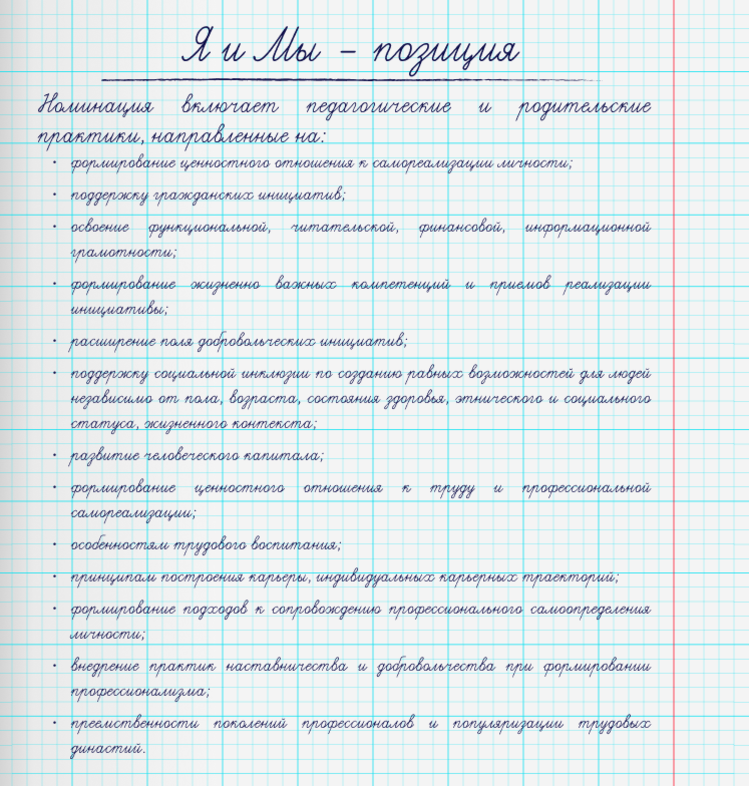 Я и Мы – позиция
Номинация включает педагогические и родительские
практики, направленные на:
• формирование ценностного отношения к самореализации личности;
• поддержку гражданских инициатив;
• освоение функциональной, читательской, финансовой, информационной
грамотности;
• формирование жизненно важных компетенций и приемов реализации
инициативы;
• расширение поля добровольческих инициатив;
• поддержку социальной инклюзии по созданию равных возможностей для людей
независимо от пола, возраста, состояния здоровья, этнического и социального
статуса, жизненного контекста;
• развитие человеческого капитала;
• формирование ценностного отношения к труду и профессиональной
самореализации;
• особенностям трудового воспитания;
• принципам построения карьеры, индивидуальных карьерных траекторий;
• формирование подходов к сопровождению профессионального самоопределения
личности;
• внедрение практик наставничества и добровольчества при формировании
профессионализма;
• преемственности поколений профессионалов и популяризации трудовых
династий.